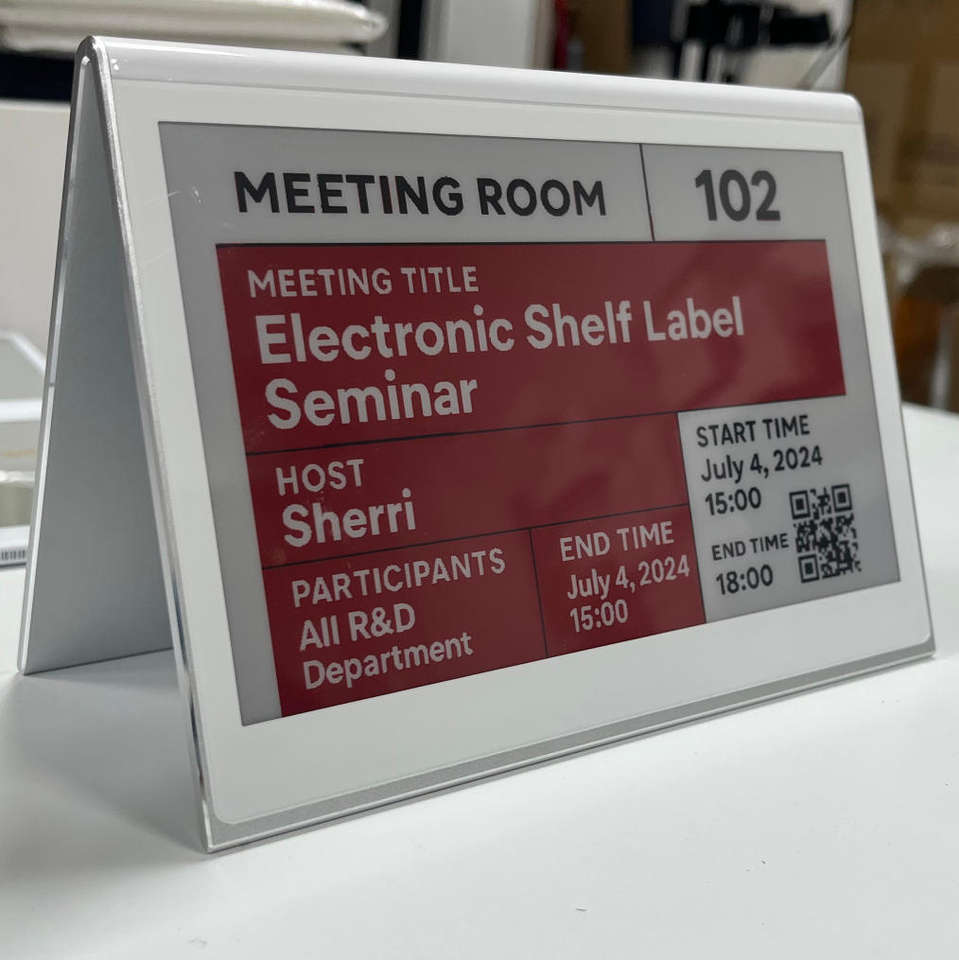 MEETING ROOM
102
MEETING TITLE
Electronic Shelf Label
Seminar
HOST
Sherri
PARTICIPANTS
All R&D
Department
END TIME
July 4, 2024
15:00
START TIME
July 4, 2024
15:00
END TIME
18:00